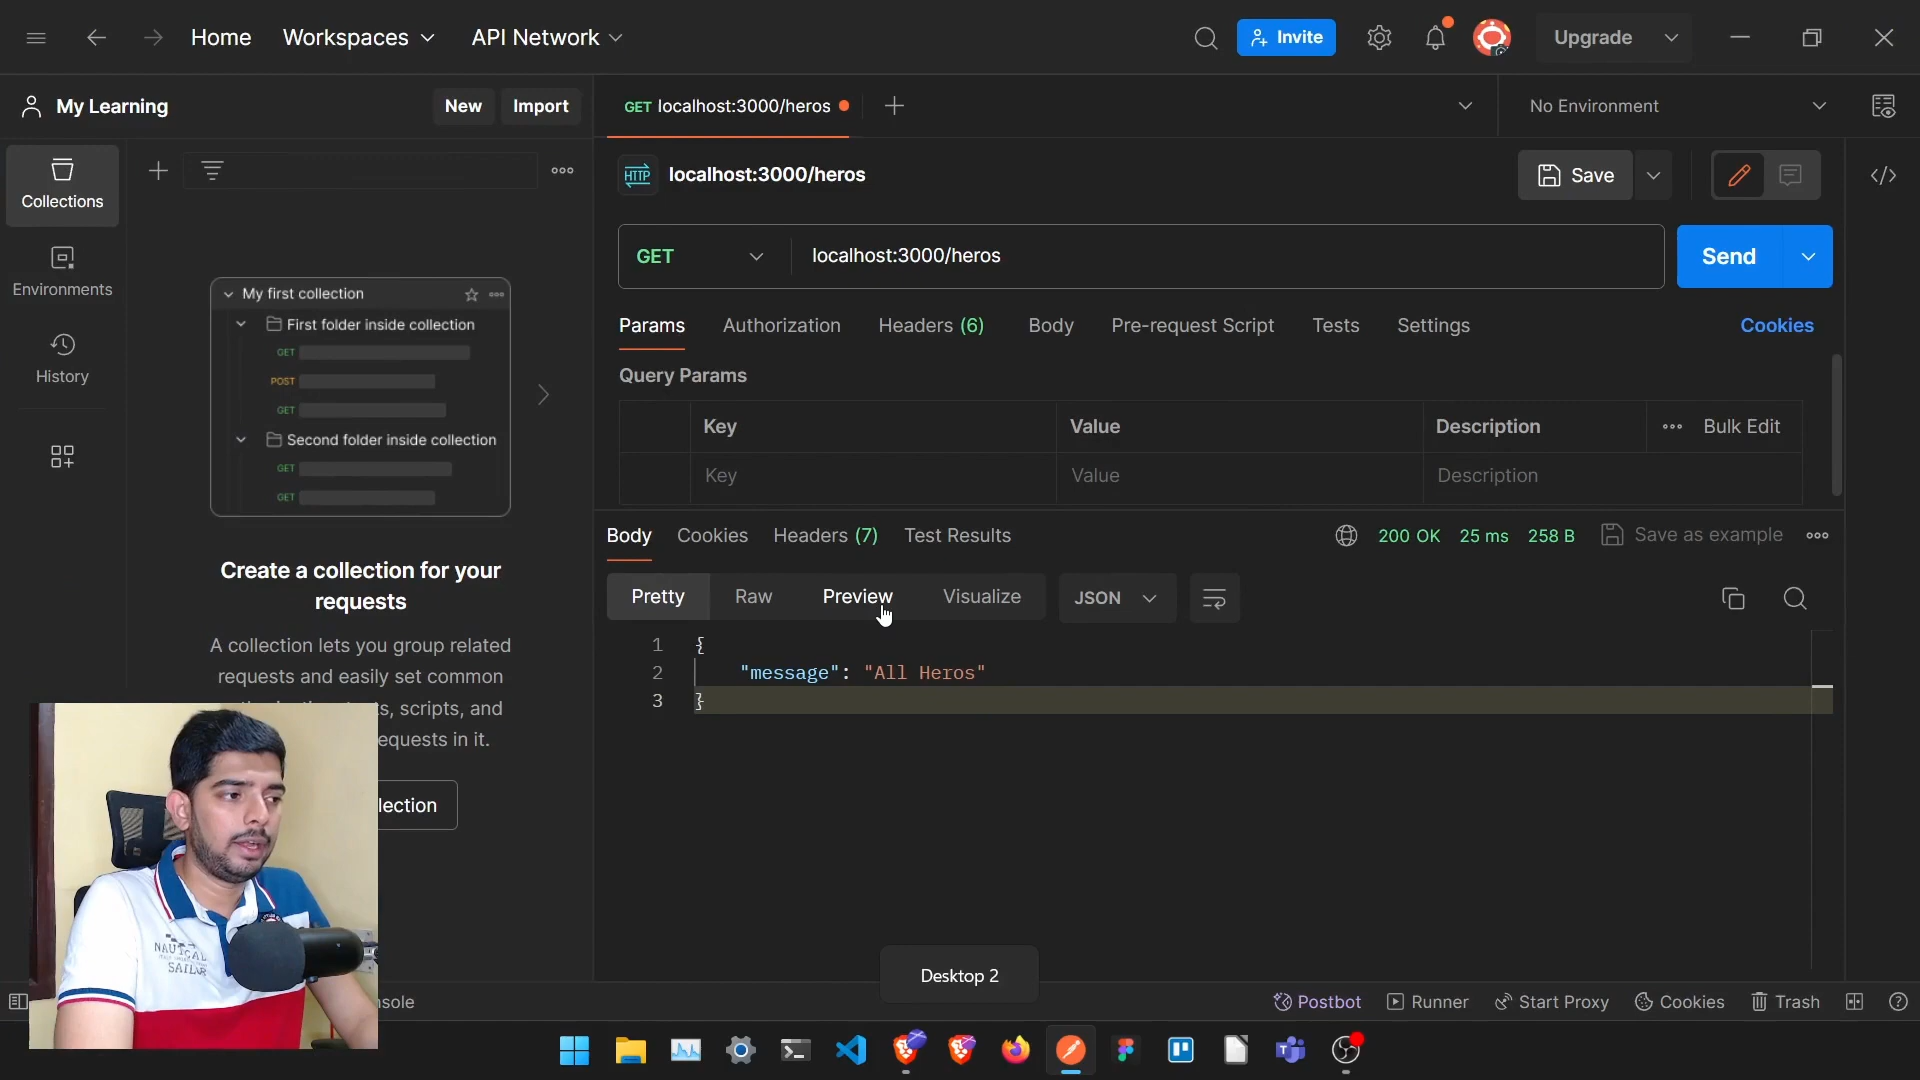 Home Workspaces API Network Invite Upgrade
My Learning New Import
GET localhost:3000/heros No Environment
HTTP localhost:3000/heros Save
GET localhost:3000/heros Send
Collections
Environments
History
My first collection
First folder inside collection
GET
POST
GET
Second folder inside collection
GET
GET
Create a collection for your
requests
A collection lets you group related
requests and easily set common
s, scripts, and
equests in it.
lection
Params Authorization Headers (6) Body Pre-request Script Tests Settings Cookies
Query Params
Key Value Description Bulk Edit
Key Value Description
Body Cookies Headers (7) Test Results 200 OK 25 ms 258 B Save as example
Pretty Raw Preview Visualize JSON
1 {
2 "message": "All Heros"
3 }
NAUTICAL
SAILOR
Desktop 2
nsole Postbot Runner Start Proxy Cookies Trash